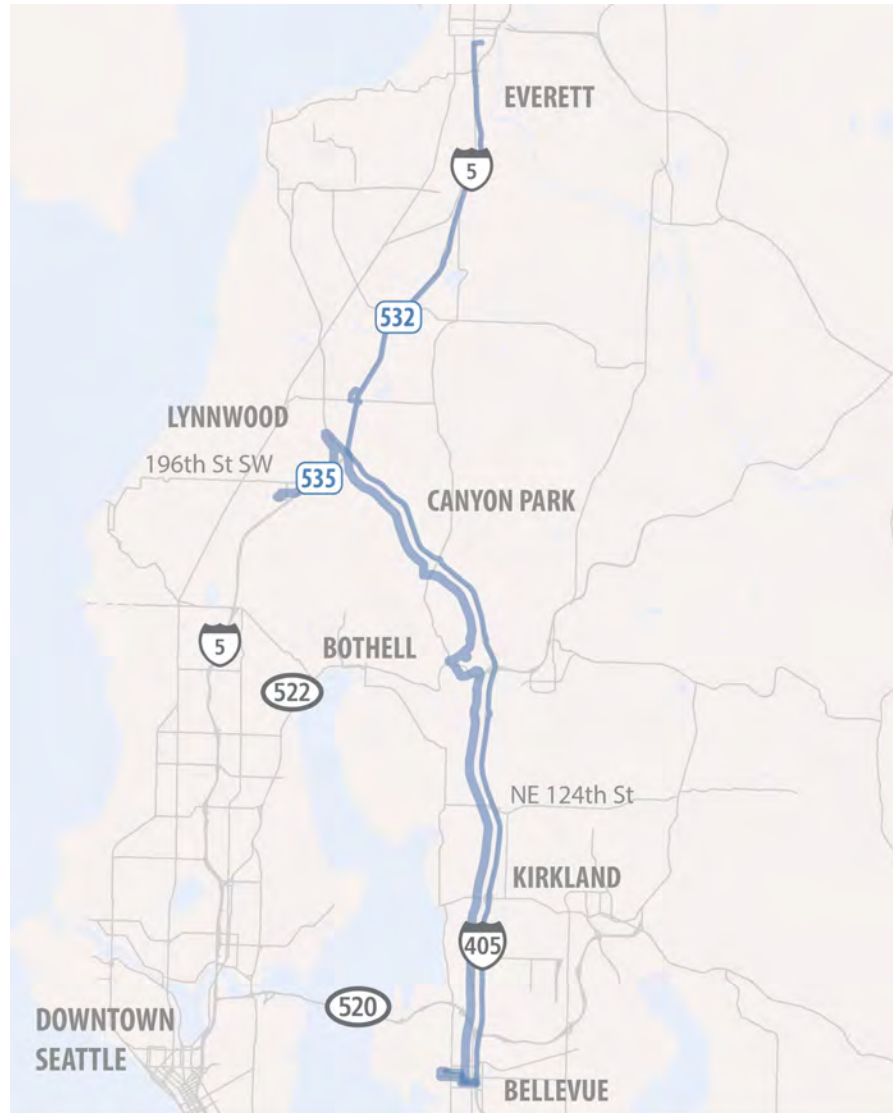 EVERETT
5
532
LYNNWOOD
196th St SW
535
CANYON PARK
5
BOTHELL
522
NE 124th St
KIRKLAND
405
520
DOWNTOWN
SEATTLE
BELLEVUE